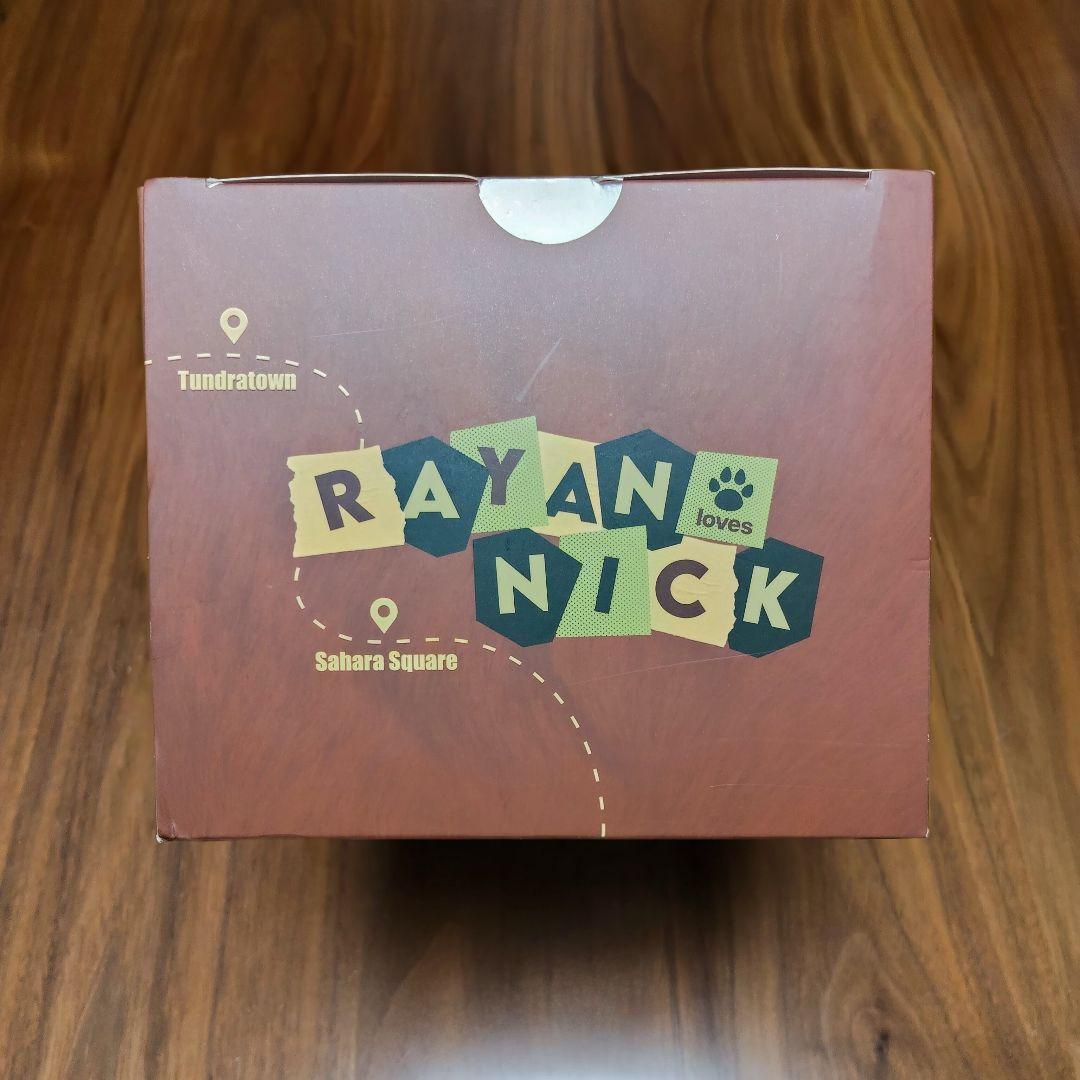 Tundratown
RAYAN loves
NICK
Sahara Square